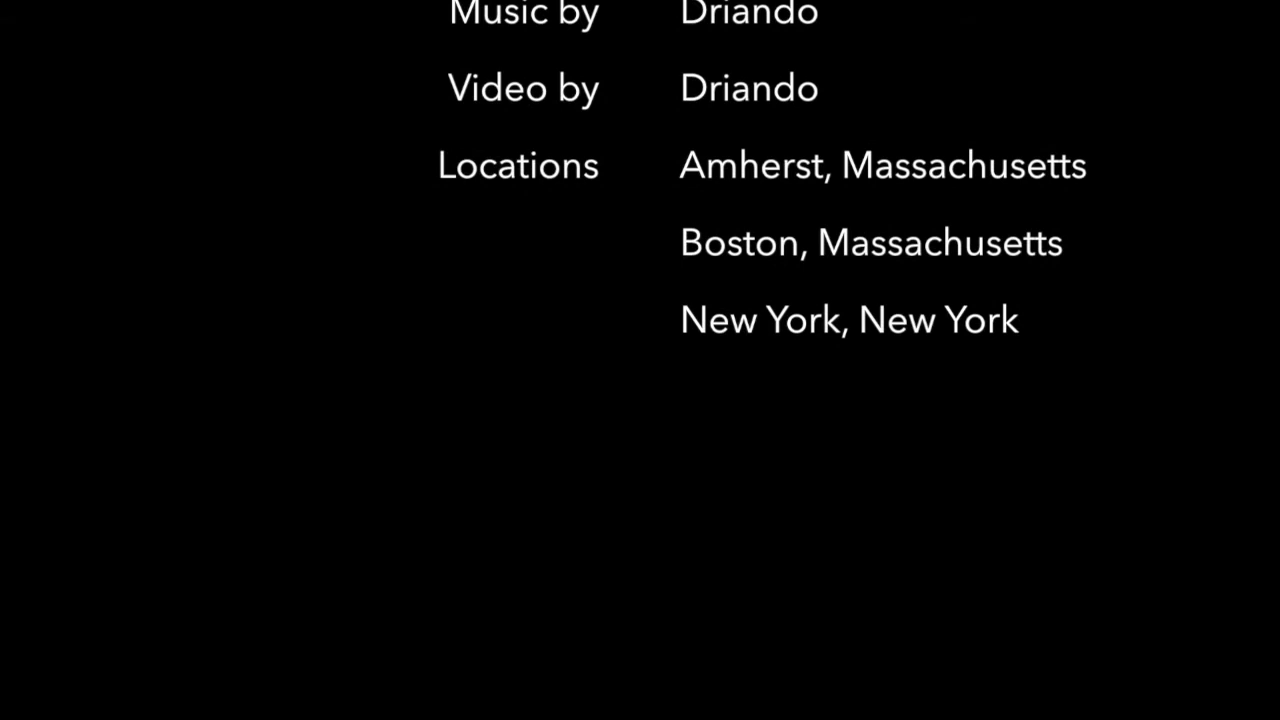 Music by Driando
Video by Driando
Locations Amherst, Massachusetts
Boston, Massachusetts
New York, New York